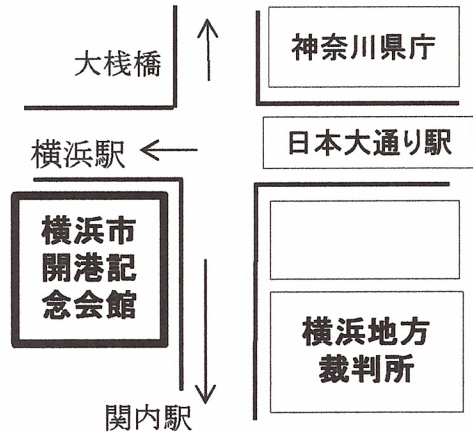 大桟橋
神奈川県庁
横浜駅
日本大通り駅
横浜市
開港記
念会館
横浜地方
裁判所
関内駅